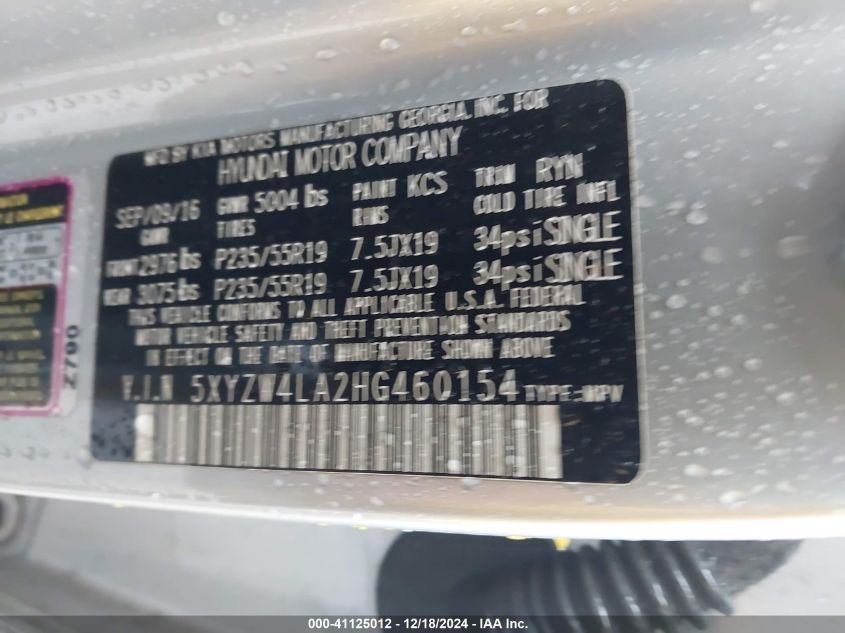 MFD BY KIA MOTORS MANUFACTURING GEORGIA, INC. FOR
HYUNDAI MOTOR COMPANY
SEP/09/16 GVWR 5004 lbs PAINT KCS TRIM RYN
GAWR TIRES RIMS COLD TIRE INFL
FRONT 2976 lbs P235/55R19 7.5JX19 34psi SINGLE
REAR 3075 lbs P235/55R19 7.5JX19 34psi SINGLE
THIS VEHICLE CONFORMS TO ALL APPLICABLE U.S.A. FEDERAL
MOTOR VEHICLE SAFETY AND THEFT PREVENTION STANDARDS
IN EFFECT ON THE DATE OF MANUFACTURE SHOWN ABOVE.
V.I.N 5XYZW4LA2HG460154 TYPE:MPV
Z700
000-41125012 - 12/18/2024 - IAA Inc.